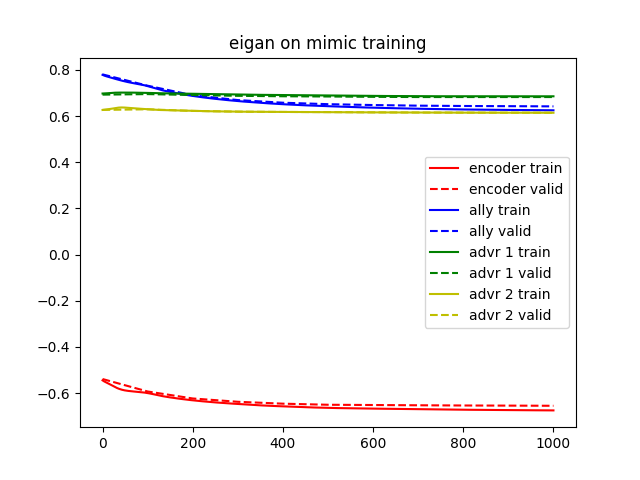 eigan on mimic training
0.8
0.6
0.4
0.2
0.0
−0.2
−0.4
−0.6
0
200
400
600
800
1000
encoder train
encoder valid
ally train
ally valid
advr 1 train
advr 1 valid
advr 2 train
advr 2 valid